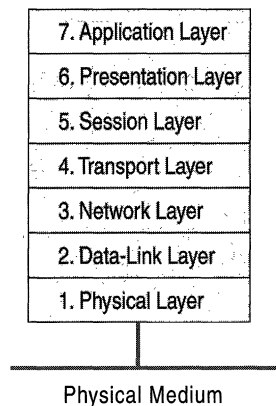 7. Application Layer
6. Presentation Layer
5. Session Layer
4. Transport Layer
3. Network Layer
2. Data-Link Layer
1. Physical Layer
Physical Medium